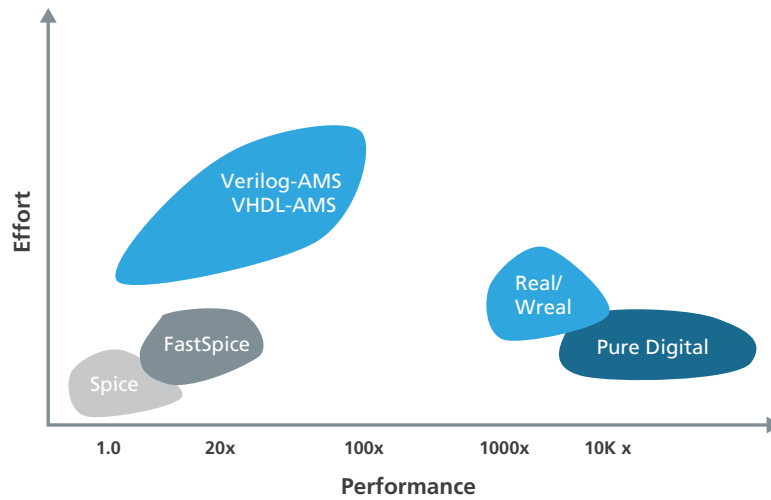 Effort
Verilog-AMS
VHDL-AMS
Real/
Wreal
FastSpice
Pure Digital
Spice
1.0 20x 100x 1000x 10K x
Performance